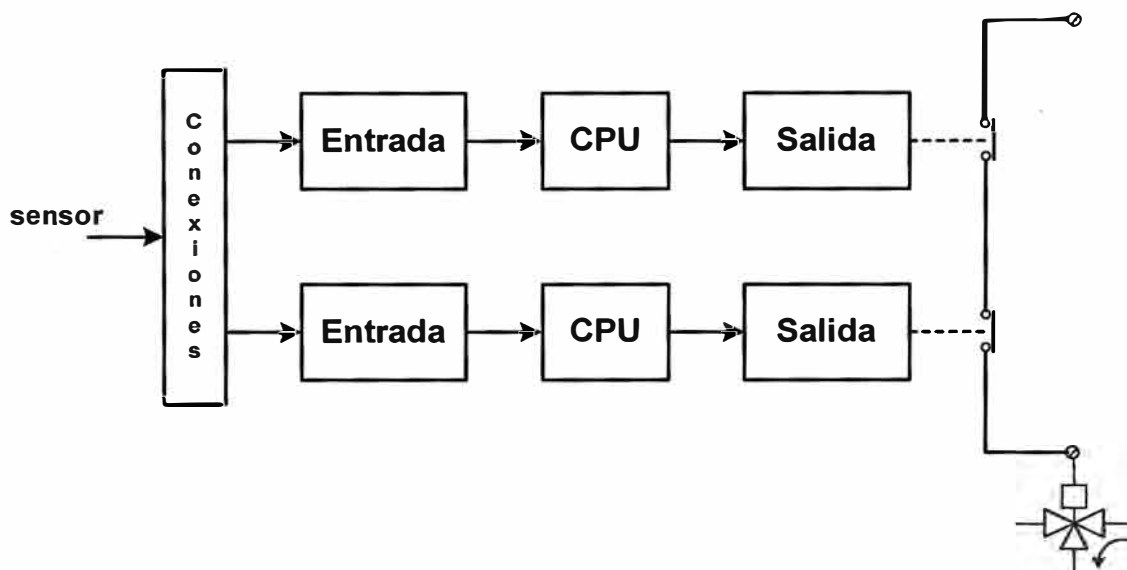 Conexiones
sensor
Entrada
CPU
Salida
Entrada
CPU
Salida